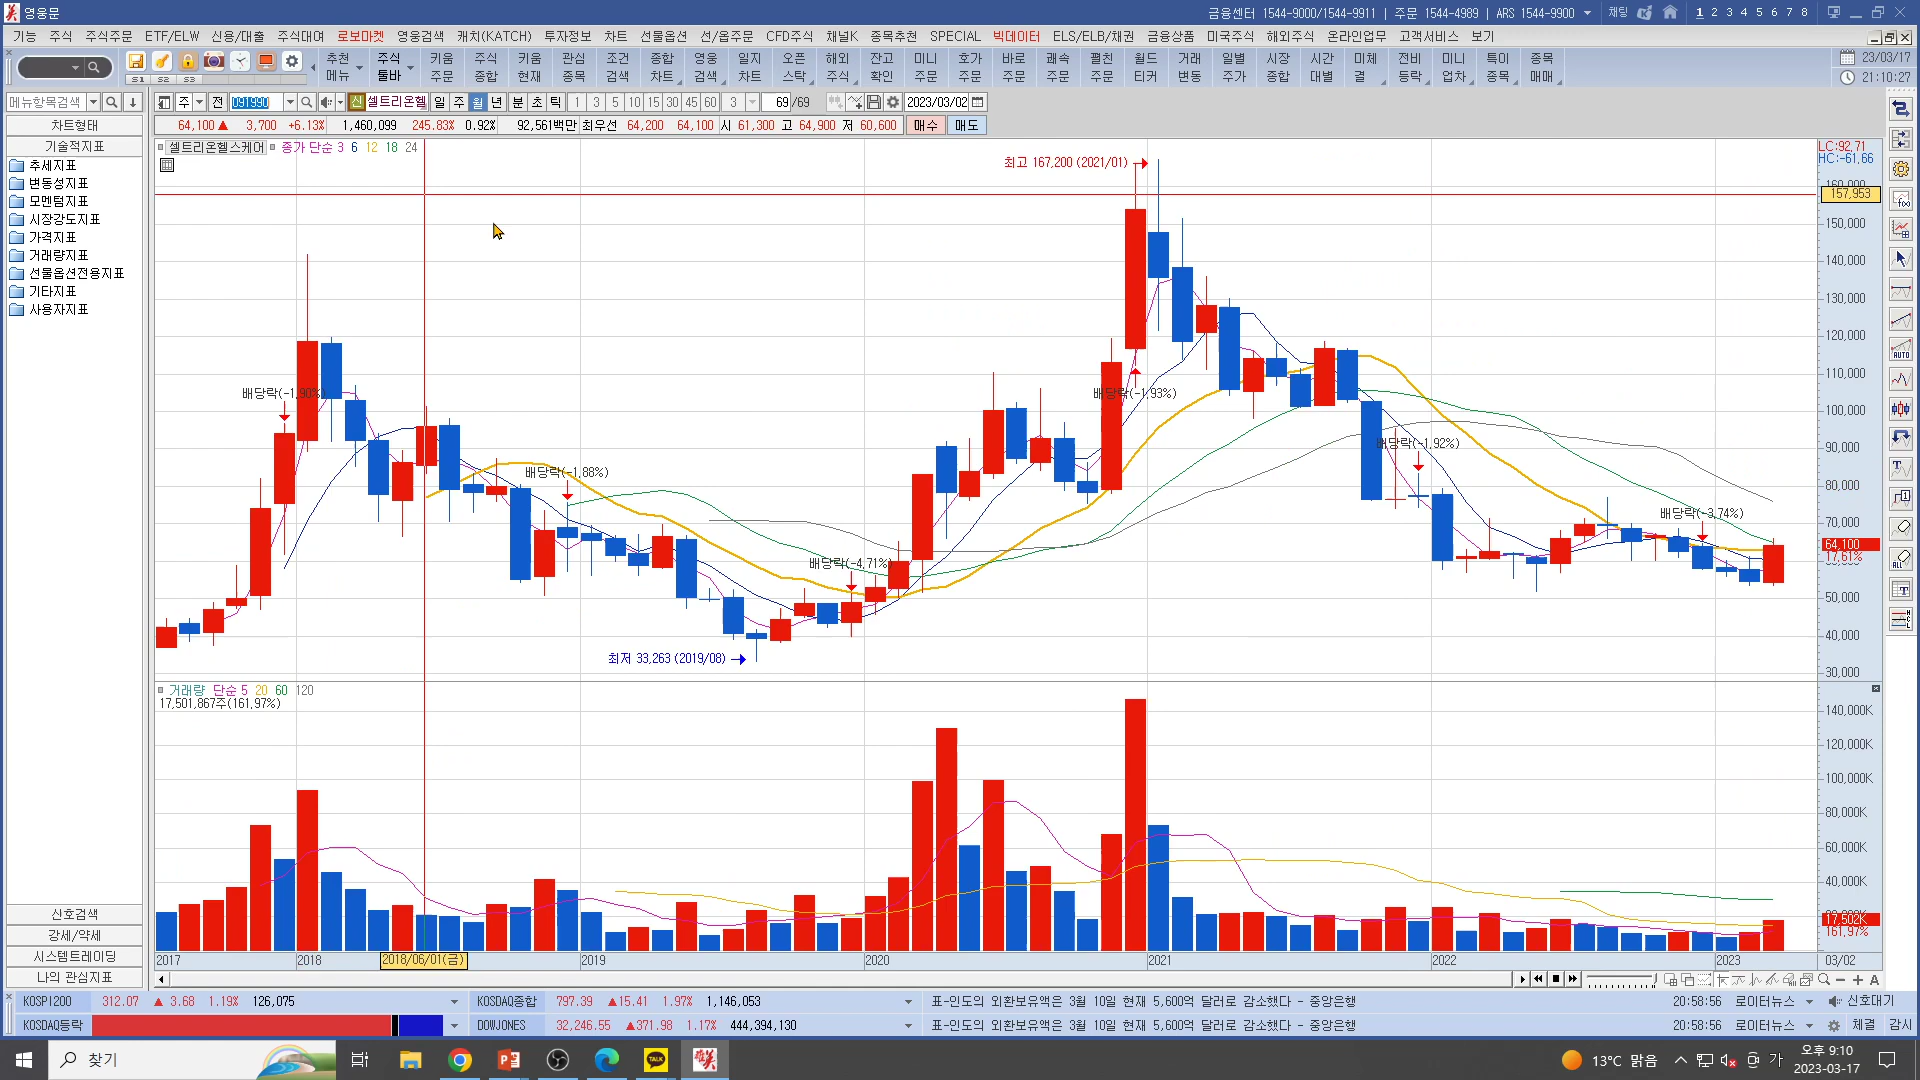 영웅문
금융센터 1544-9000/1544-9911 | 주문 1544-4989 | ARS 1544-9900 채팅 1 2 3 4 5 6 7 8
기능 주식 주식주문 ETF/ELW 신용/대출 주식대여 로보마켓 영웅검색 캐치(KATCH) 투자정보 차트 선물옵션 선/옵주문 CFD주식 채널K 종목추천 SPECIAL 빅데이터 ELS/ELB/채권 금융상품 미국주식 해외주식 온라인업무 고객서비스 보기
추천 주식 키움 주식 키움 관심 조건 종합 영웅 일지 오픈 해외 잔고 미니 호가 바로 쾌속 펼친 월드 거래 일별 시장 시간 미체 전비 미니 특이 종목 23/03/17
S1 S2 S3 메뉴 툴바 주문 종합 현재 종목 검색 차트 검색 차트 스탁 주식 확인 주문 주문 주문 주문 주문 티커 변동 주가 종합 대별 결 등락 업차 종목 매매 21:10:27
메뉴항목검색 주 전 091990 신 셀트리온헬 일 주 월 년 분 초 틱 1 3 5 10 15 30 45 60 3 69 /69 2023/03/02
차트형태
64,100 ▲ 3,700 +6.13% 1,460,099 245.83% 0.92% 92,561백만 최우선 64,200 64,100 시 61,300 고 64,900 저 60,600 매수 매도
기술적지표
추세지표
변동성지표
모멘텀지표
시장강도지표
가격지표
거래량지표
선물옵션전용지표
기타지표
사용자지표
셀트리온헬스케어 종가 단순 3 6 12 18 24
LC:92,71
HC:-61,66
최고 167,200 (2021/01)
157,953
150,000
140,000
130,000
120,000
110,000
100,000
90,000
80,000
70,000
64,100
17,61%
50,000
40,000
30,000
배당락(-1,90%)
배당락(-1,88%)
배당락(-4,71%)
배당락(-1,93%)
배당락(-1,92%)
배당락(-3,74%)
최저 33,263 (2019/08)
거래량 단순 5 20 60 120
17,501,867주(161,97%)
140,000K
120,000K
100,000K
80,000K
60,000K
40,000K
17,502K
161,97%
2017 2018 2018/06/01(금) 2019 2020 2021 2022 2023 03/02
신호검색
강세/약세
시스템트레이딩
나의 관심지표
KOSPI200 312.07 ▲ 3.68 1.19% 126,075 KOSDAQ종합 797.39 ▲15.41 1.97% 1,146,053 표-인도의 외환보유액은 3월 10일 현재 5,600억 달러로 감소했다 - 중앙은행 20:58:56 로이터뉴스 신호대기
KOSDAQ등락 DOWJONES 32,246.55 ▲371.98 1.17% 444,394,130 표-인도의 외환보유액은 3월 10일 현재 5,600억 달러로 감소했다 - 중앙은행 20:58:56 로이터뉴스 체결 감시
찾기 TALK 13°C 맑음 가 오후 9:10
2023-03-17